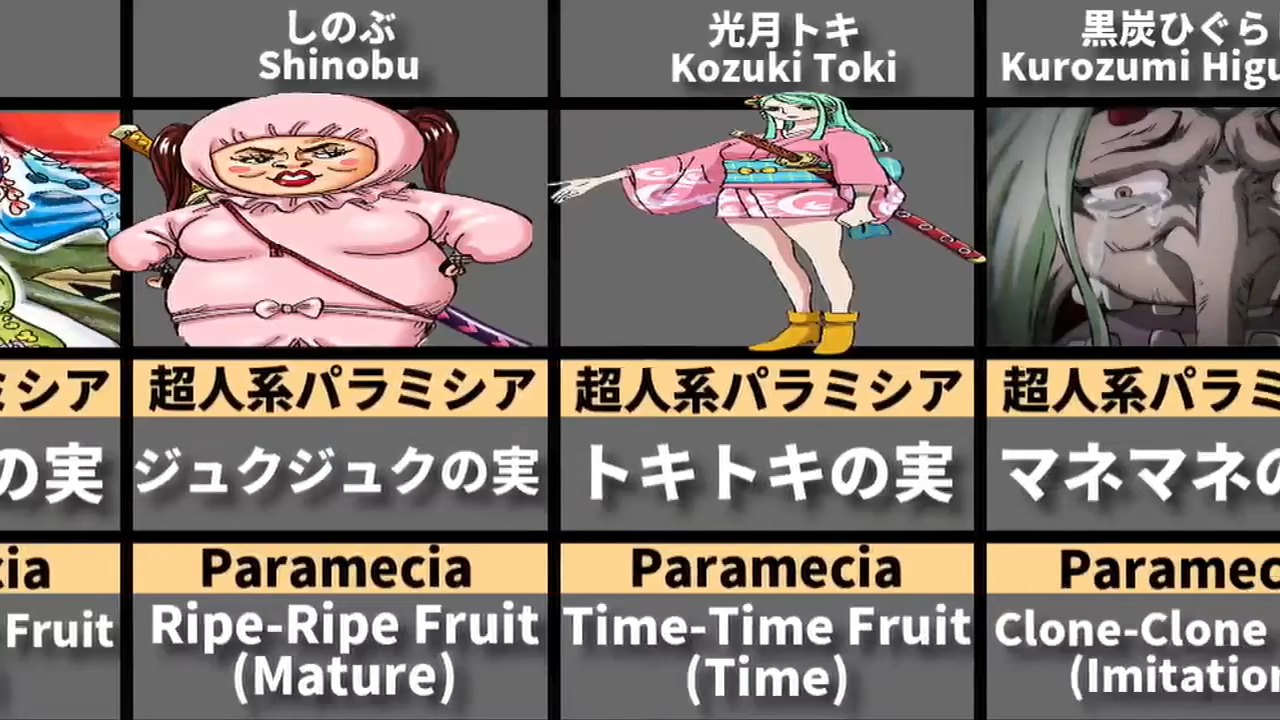 しのぶ
Shinobu
光月トキ
Kozuki Toki
黒炭ひぐら
Kurozumi Higu
ミシア
超人系パラミシア
超人系パラミシア
超人系パラミ
の実
ジュクジュクの実
トキトキの実
マネマネの
cia
Paramecia
Paramecia
Paramec
Fruit
Ripe-Ripe Fruit
(Mature)
Time-Time Fruit
(Time)
Clone-Clone
(Imitation